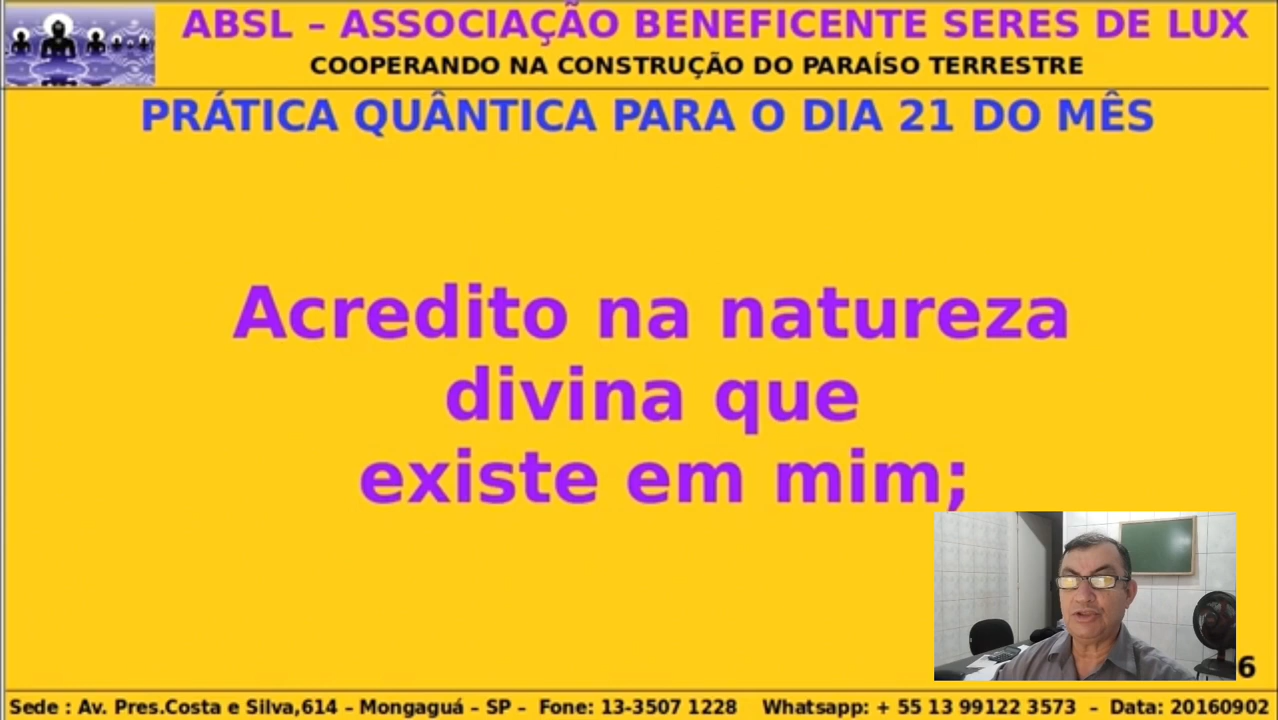 ABSL – ASSOCIAÇÃO BENEFICENTE SERES DE LUX
COOPERANDO NA CONSTRUÇÃO DO PARAÍSO TERRESTRE
PRÁTICA QUÂNTICA PARA O DIA 21 DO MÊS
Acredito na natureza
divina que
existe em mim;
6
Sede : Av. Pres.Costa e Silva,614 – Mongaguá – SP – Fone: 13-3507 1228 Whatsapp: + 55 13 99122 3573 – Data: 20160902